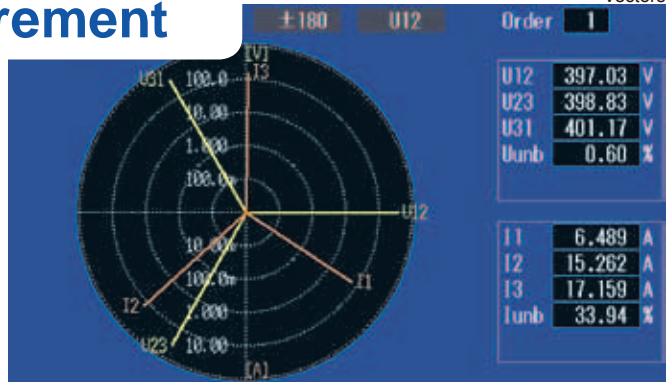 rement
vectors
±180 U12 Order 1
[V]
U31 100.0 I3
10.00
1.000
100.0m
U12
10.00m
100.0m
I1
I2
1.000
U23 10.00
[A]
U12 397.03 V
U23 398.83 V
U31 401.17 V
Uunb 0.60 %
I1 6.489 A
I2 15.262 A
I3 17.159 A
Iunb 33.94 %